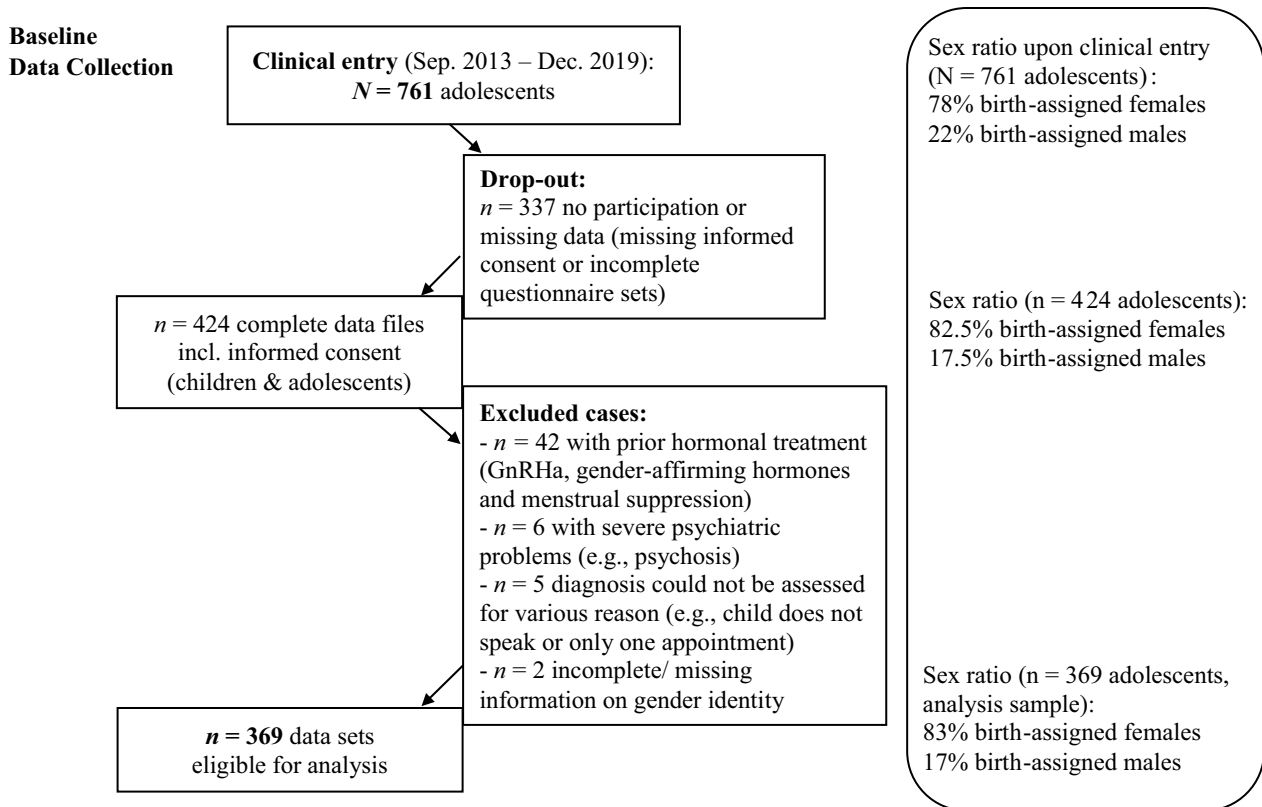 Baseline
Data Collection
Clinical entry (Sep. 2013 – Dec. 2019):
N = 761 adolescents
Drop-out:
n = 337 no participation or
missing data (missing informed
consent or incomplete
questionnaire sets)
n = 424 complete data files
incl. informed consent
(children & adolescents)
Excluded cases:
- n = 42 with prior hormonal treatment
(GnRHa, gender-affirming hormones
and menstrual suppression)
- n = 6 with severe psychiatric
problems (e.g., psychosis)
- n = 5 diagnosis could not be assessed
for various reason (e.g., child does not
speak or only one appointment)
- n = 2 incomplete/ missing
information on gender identity
n = 369 data sets
eligible for analysis
Sex ratio upon clinical entry
(N = 761 adolescents):
78% birth-assigned females
22% birth-assigned males
Sex ratio (n = 424 adolescents):
82.5% birth-assigned females
17.5% birth-assigned males
Sex ratio (n = 369 adolescents,
analysis sample):
83% birth-assigned females
17% birth-assigned males